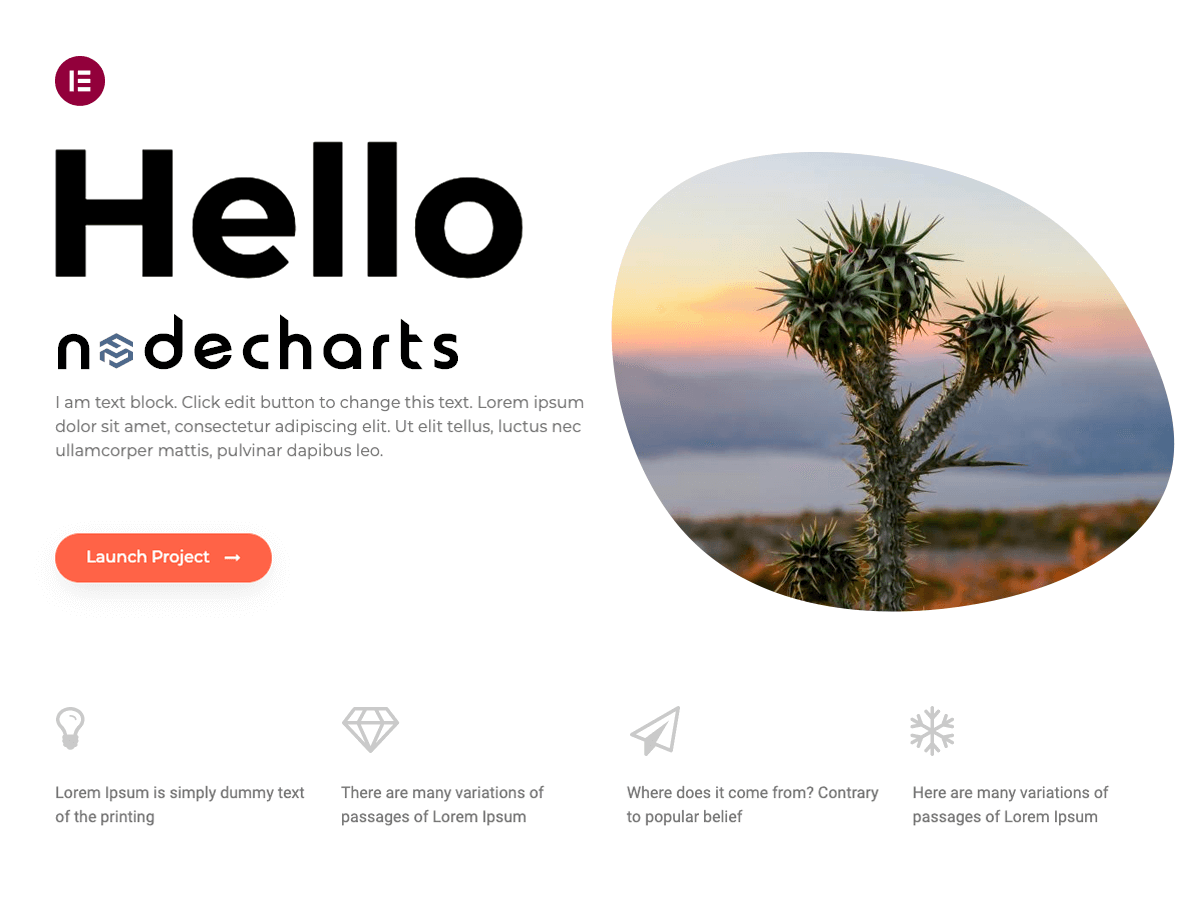 Hello
nodecharts
I am text block. Click edit button to change this text. Lorem ipsum
dolor sit amet, consectetur adipiscing elit. Ut elit tellus, luctus nec
ullamcorper mattis, pulvinar dapibus leo.
Launch Project
Lorem Ipsum is simply dummy text
of the printing
There are many variations of
passages of Lorem Ipsum
Where does it come from? Contrary
to popular belief
Here are many variations of
passages of Lorem Ipsum